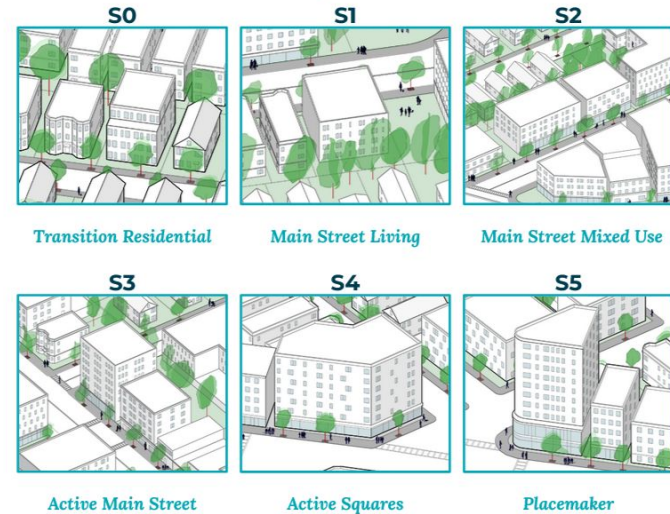 S0
S1
S2
Transition Residential
Main Street Living
Main Street Mixed Use
S3
S4
S5
Active Main Street
Active Squares
Placemaker